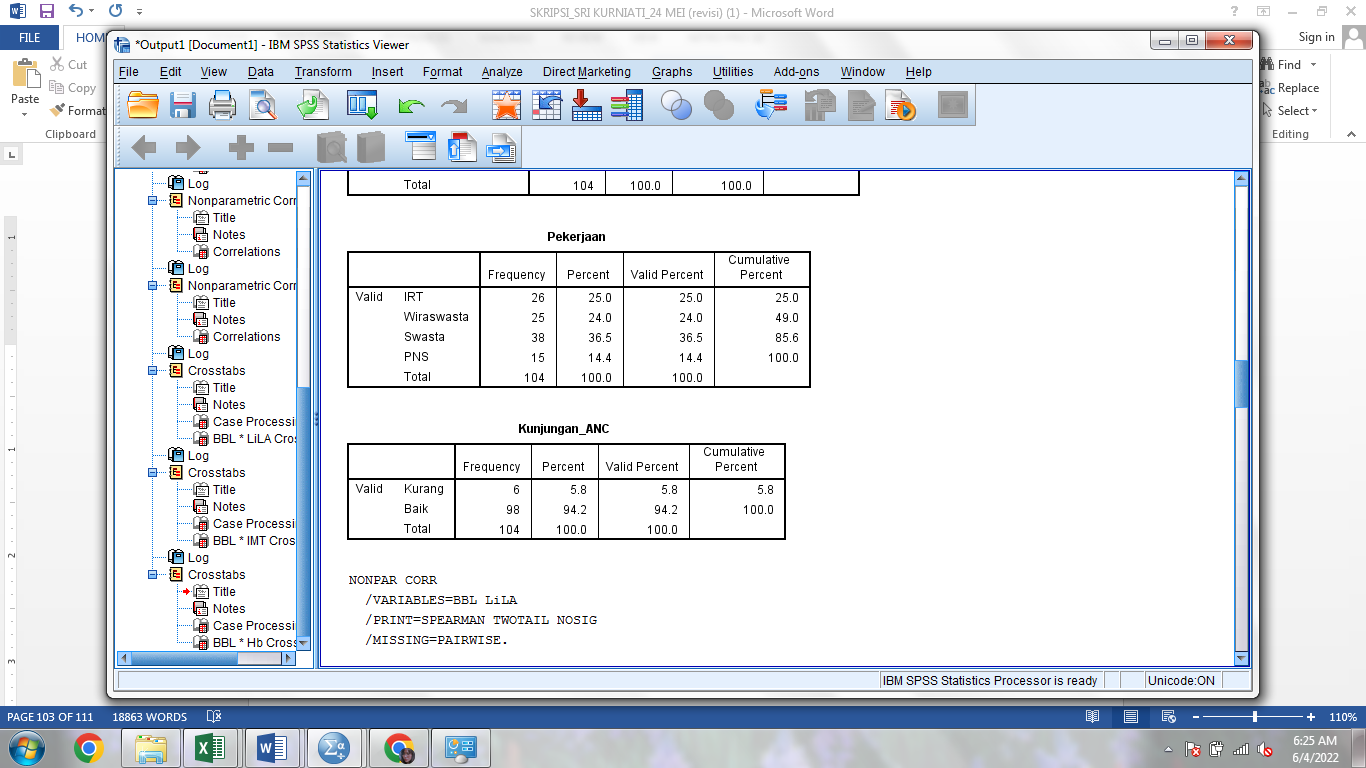 SKRIPSI_SRI KURNIATI_24 MEI (revisi) (1) - Microsoft Word
FILE
HOM
Sign in
Cut
Copy
Format
Paste
Clipboard
Find
Replace
Select
Editing
*Output1 [Document1] - IBM SPSS Statistics Viewer
File Edit View Data Transform Insert Format Analyze Direct Marketing Graphs Utilities Add-ons Window Help
Log
Nonparametric Corr
Title
Notes
Correlations
Log
Nonparametric Corr
Title
Notes
Correlations
Log
Crosstabs
Title
Notes
Case Processi
BBL * LiLA Cro
Log
Crosstabs
Title
Notes
Case Processi
BBL * IMT Cros
Log
Crosstabs
Title
Notes
Case Processi
BBL * Hb Cros
Total 104 100.0 100.0
Pekerjaan
Frequency Percent Valid Percent Cumulative Percent
Valid IRT 26 25.0 25.0 25.0
Wiraswasta 25 24.0 24.0 49.0
Swasta 38 36.5 36.5 85.6
PNS 15 14.4 14.4 100.0
Total 104 100.0 100.0
Kunjungan_ANC
Frequency Percent Valid Percent Cumulative Percent
Valid Kurang 6 5.8 5.8 5.8
Baik 98 94.2 94.2 100.0
Total 104 100.0 100.0
NONPAR CORR
/VARIABLES=BBL LiLA
/PRINT=SPEARMAN TWOTAIL NOSIG
/MISSING=PAIRWISE.
IBM SPSS Statistics Processor is ready
Unicode:ON
1
1
2
3
PAGE 103 OF 111 18863 WORDS
110%
6:25 AM
6/4/2022